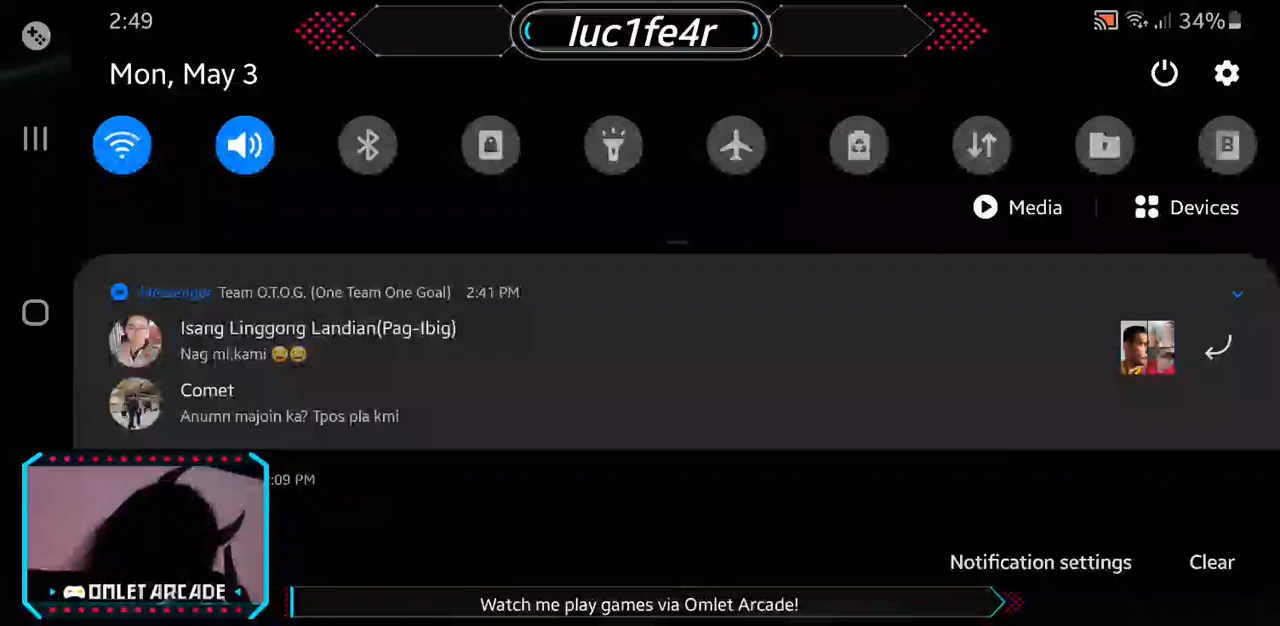 2:49
luc1fe4r
34%
Mon, May 3
B
Media
Devices
Messenger Team O.T.O.G. (One Team One Goal) 2:41 PM
Isang Linggong Landian(Pag-Ibig)
Nag ml,kami 😆😆
Comet
Anumn majoin ka? Tpos pla kmi
:09 PM
Notification settings
Clear
OMLET ARCADE
Watch me play games via Omlet Arcade!